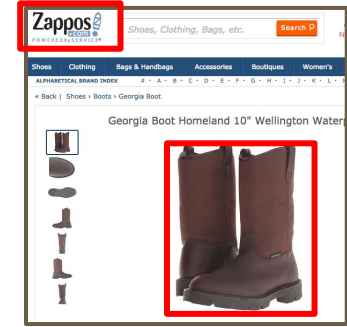 Zappos
.com
POWERED by SERVICE®
Shoes, Clothing, Bags, etc.
Search
N
Shoes Clothing Bags & Handbags Accessories Boutiques Women's
ALPHABETICAL BRAND INDEX # · A · B · C · D · E · F · G · H · I · J · K · L ·
« Back | Shoes > Boots > Georgia Boot
Georgia Boot Homeland 10" Wellington Waterp